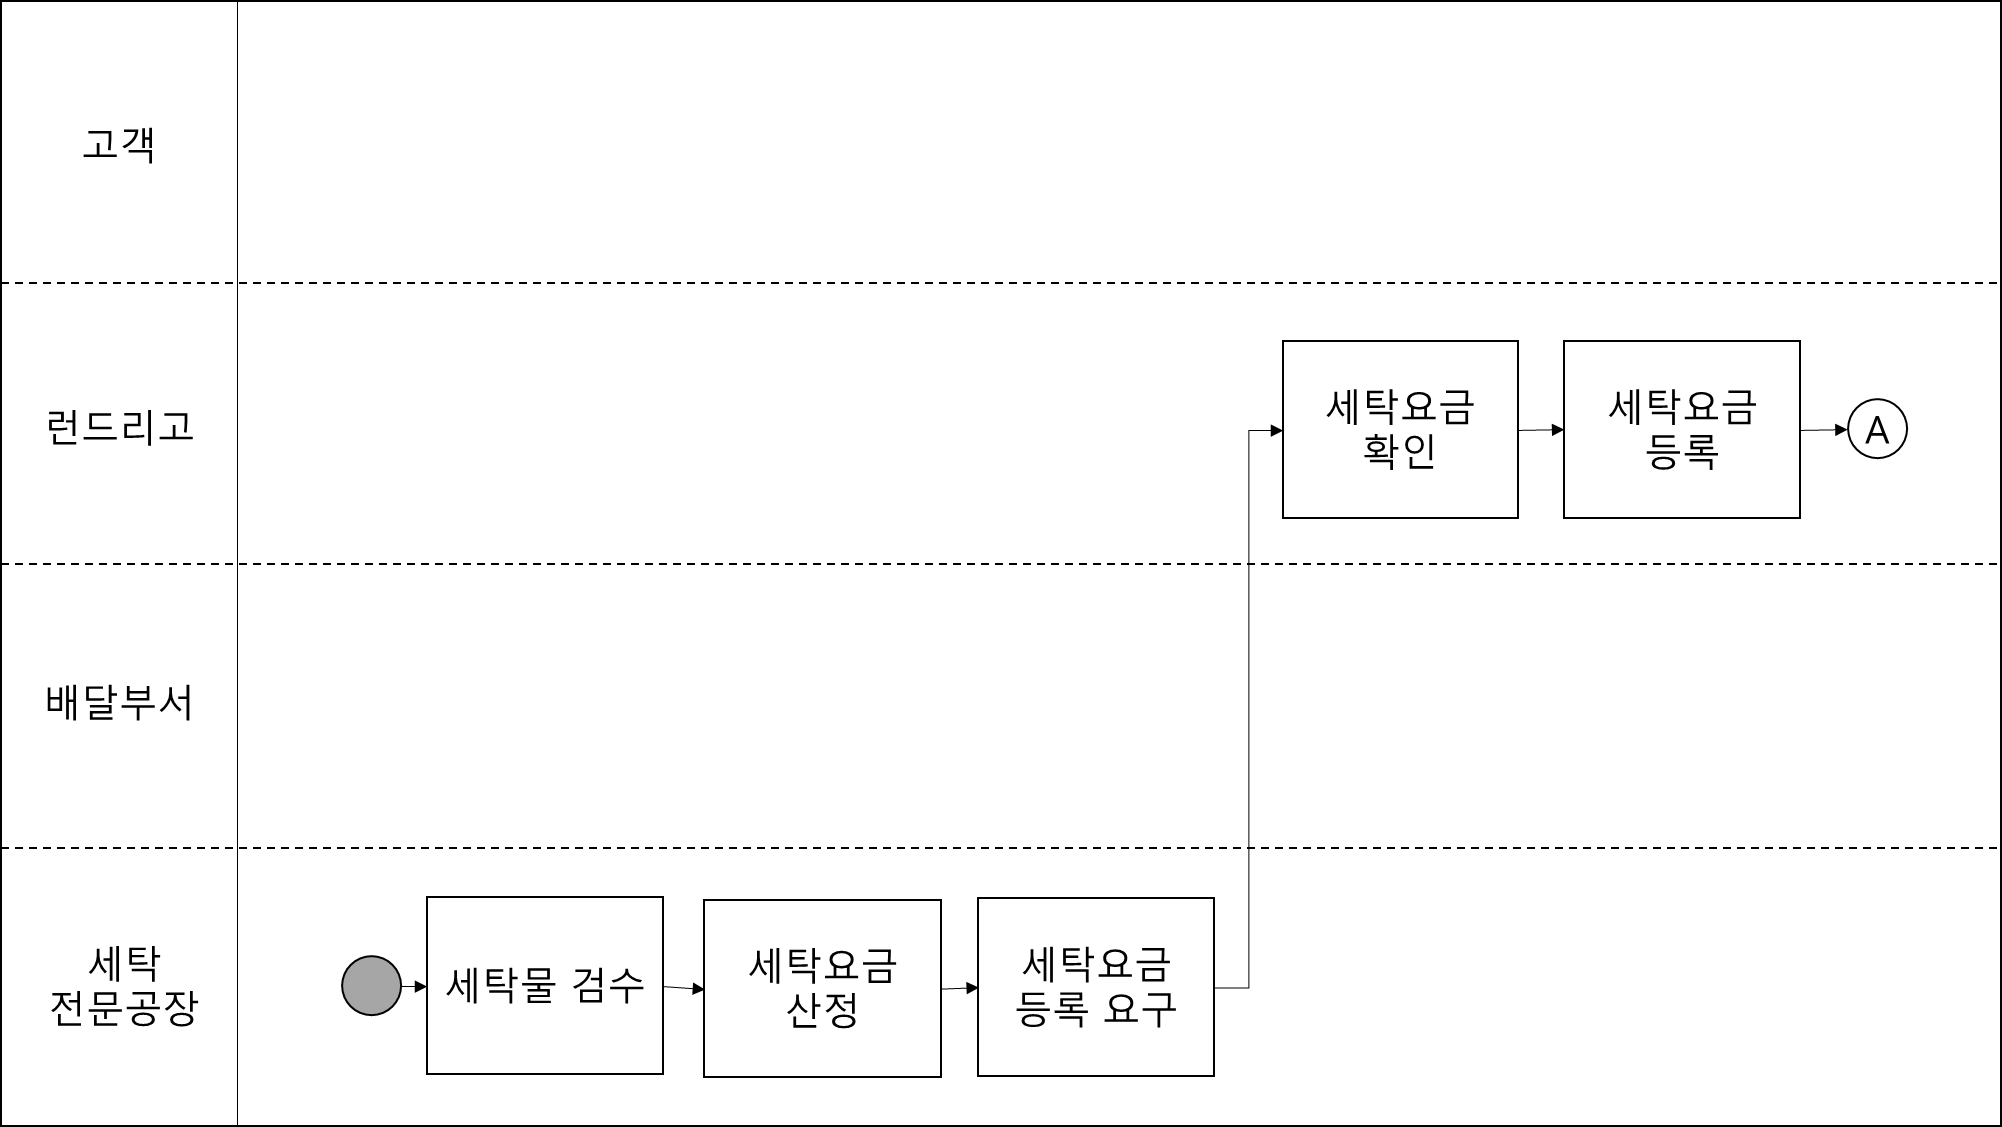 고객
런드리고
세탁요금
확인
세탁요금
등록
A
배달부서
세탁
전문공장
세탁물 검수
세탁요금
산정
세탁요금
등록 요구